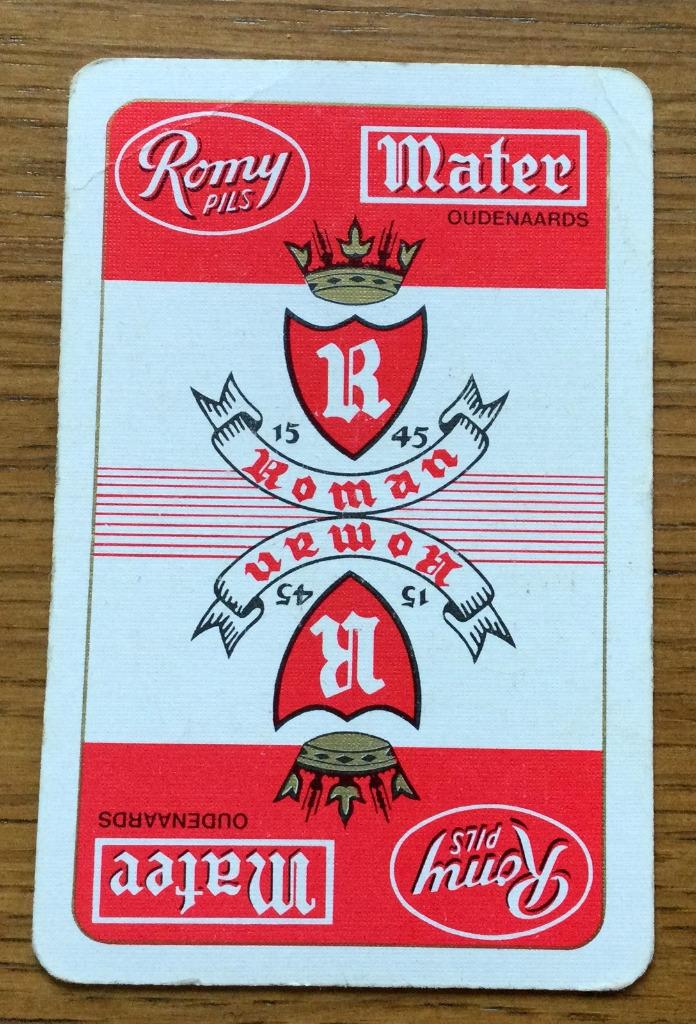 Romy Mater
PILS
OUDENAARDS
R
15 45
Roman
Roman
15 45
R
OUDENAARDS
Romy Mater
PILS